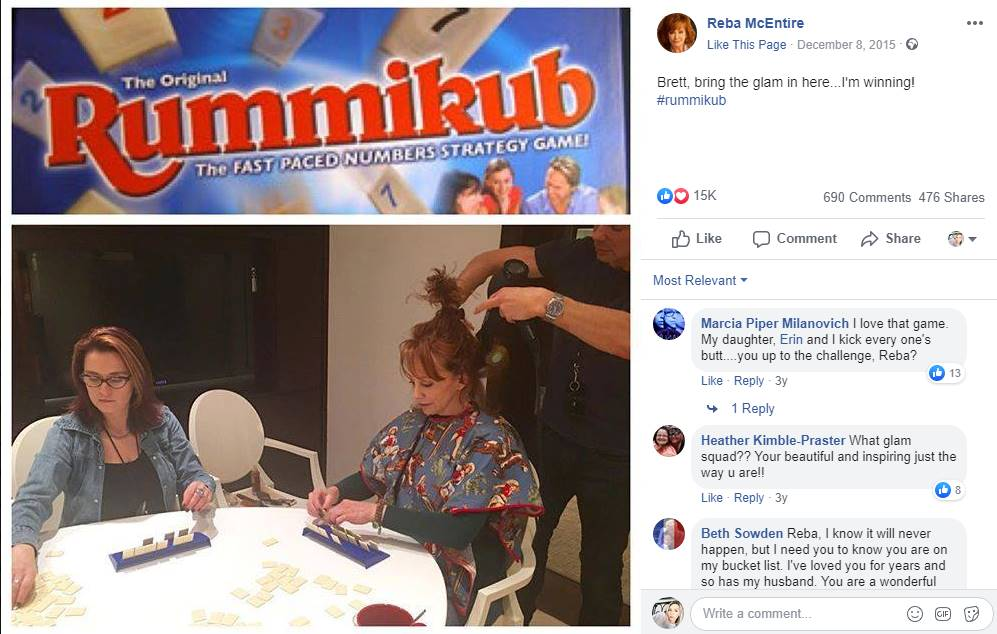 The Original
Rummikub
The FAST PACED NUMBERS STRATEGY GAME!
Reba McEntire
Like This Page · December 8, 2015 ·
Brett, bring the glam in here...I'm winning!
#rummikub
15K
690 Comments 476 Shares
Like Comment Share
Most Relevant
Marcia Piper Milanovich I love that game.
My daughter, Erin and I kick every one's
butt....you up to the challenge, Reba?
13
Like · Reply · 3y
1 Reply
Heather Kimble-Praster What glam
squad?? Your beautiful and inspiring just the
way u are!!
8
Like · Reply · 3y
Beth Sowden Reba, I know it will never
happen, but I need you to know you are on
my bucket list. I've loved you for years and
so has my husband. You are a wonderful
Write a comment...
GIF